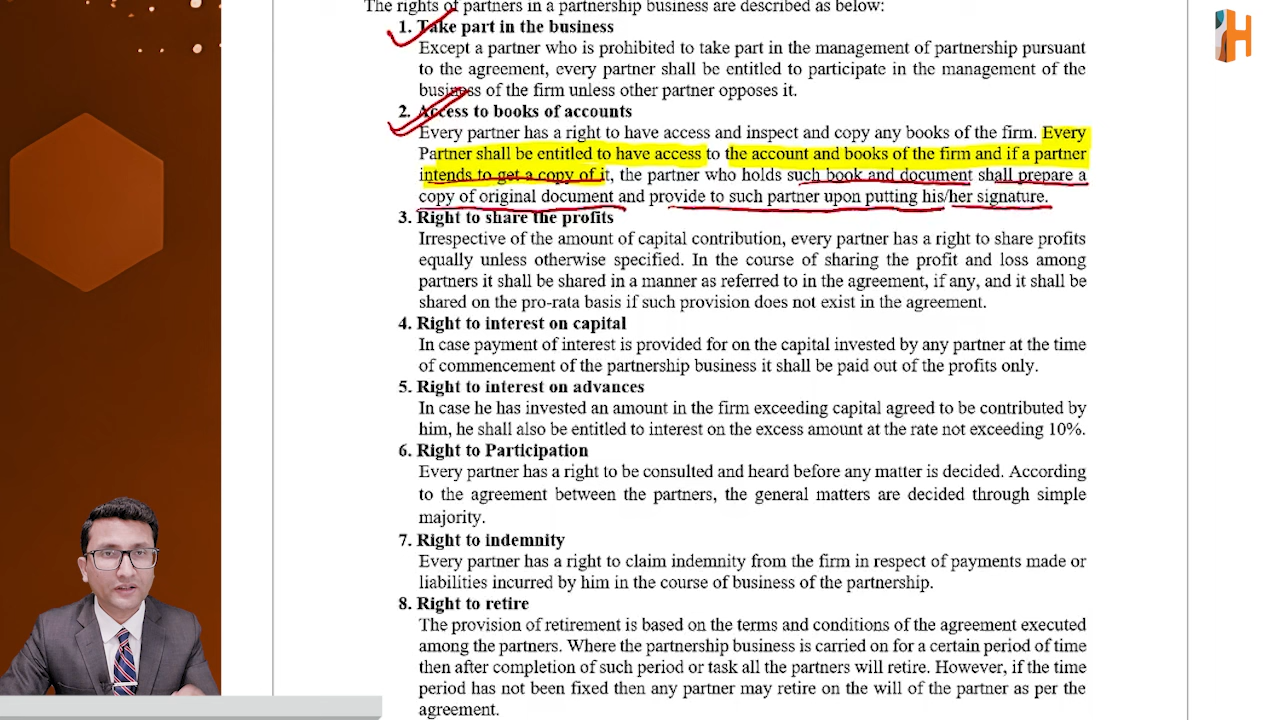 The rights of partners in a partnership business are described as below:
1. Take part in the business
Except a partner who is prohibited to take part in the management of partnership pursuant
to the agreement, every partner shall be entitled to participate in the management of the
business of the firm unless other partner opposes it.
2. Access to books of accounts
Every partner has a right to have access and inspect and copy any books of the firm. Every
Partner shall be entitled to have access to the account and books of the firm and if a partner
intends to get a copy of it, the partner who holds such book and document shall prepare a
copy of original document and provide to such partner upon putting his/her signature.
3. Right to share the profits
Irrespective of the amount of capital contribution, every partner has a right to share profits
equally unless otherwise specified. In the course of sharing the profit and loss among
partners it shall be shared in a manner as referred to in the agreement, if any, and it shall be
shared on the pro-rata basis if such provision does not exist in the agreement.
4. Right to interest on capital
In case payment of interest is provided for on the capital invested by any partner at the time
of commencement of the partnership business it shall be paid out of the profits only.
5. Right to interest on advances
In case he has invested an amount in the firm exceeding capital agreed to be contributed by
him, he shall also be entitled to interest on the excess amount at the rate not exceeding 10%.
6. Right to Participation
Every partner has a right to be consulted and heard before any matter is decided. According
to the agreement between the partners, the general matters are decided through simple
majority.
7. Right to indemnity
Every partner has a right to claim indemnity from the firm in respect of payments made or
liabilities incurred by him in the course of business of the partnership.
8. Right to retire
The provision of retirement is based on the terms and conditions of the agreement executed
among the partners. Where the partnership business is carried on for a certain period of time
then after completion of such period or task all the partners will retire. However, if the time
period has not been fixed then any partner may retire on the will of the partner as per the
agreement.
H